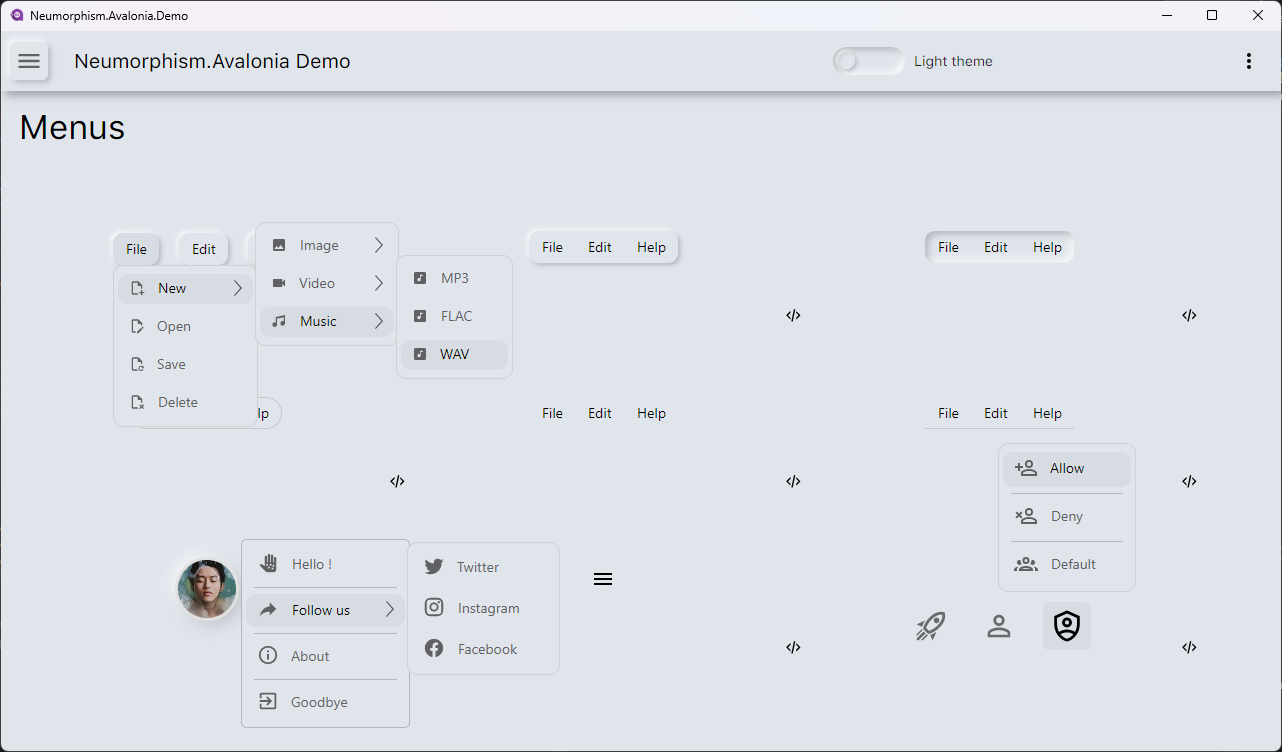 Neumorphism.Avalonia.Demo
Neumorphism.Avalonia Demo
Light theme
Menus
File Edit
New
Open
Save
Delete
Image
Video
Music
MP3
FLAC
WAV
File Edit Help
File Edit Help
lp
File Edit Help
File Edit Help
Allow
Deny
Default
Hello !
Follow us
About
Goodbye
Twitter
Instagram
Facebook